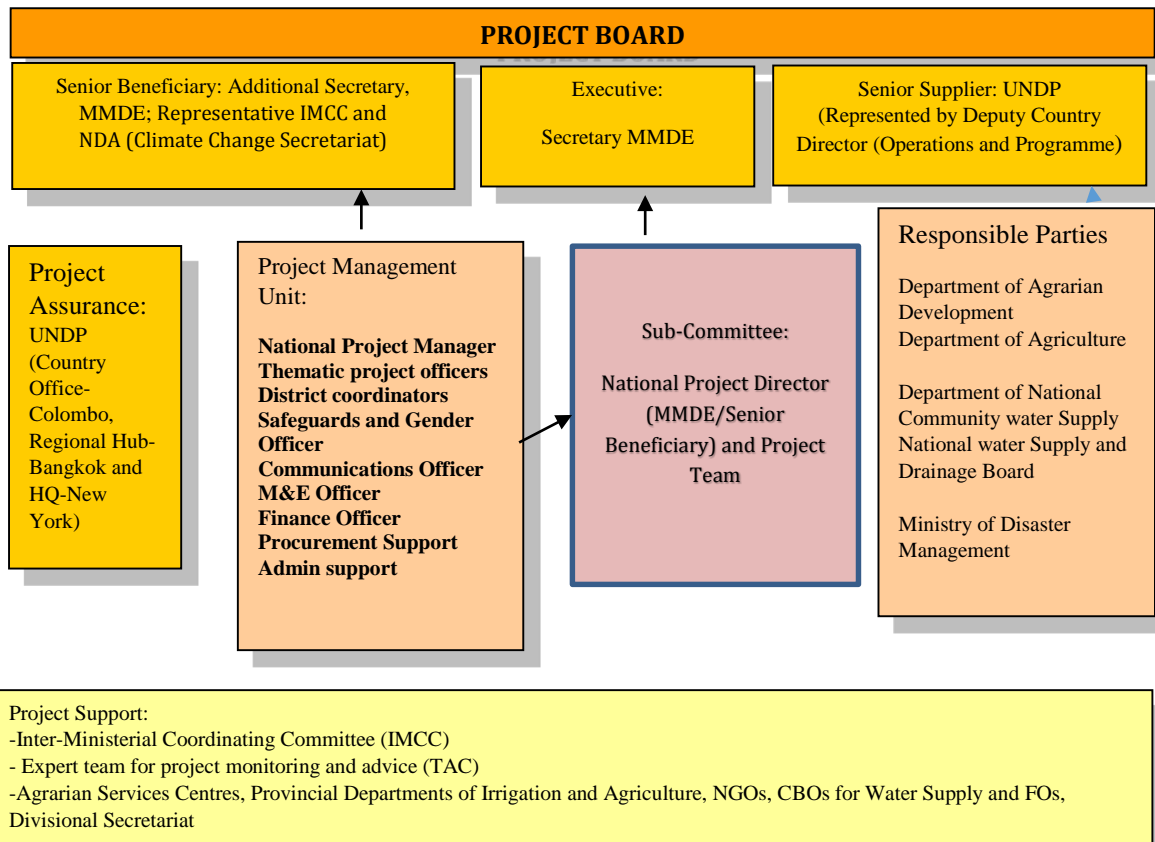 PROJECT BOARD
Senior Beneficiary: Additional Secretary,
MMDE; Representative IMCC and
NDA (Climate Change Secretariat)
Executive:
Secretary MMDE
Senior Supplier: UNDP
(Represented by Deputy Country
Director (Operations and Programme)
Project
Assurance:
UNDP
(Country
Office-
Colombo,
Regional Hub-
Bangkok and
HQ-New
York)
Project Management
Unit:
National Project Manager
Thematic project officers
District coordinators
Safeguards and Gender
Officer
Communications Officer
M&E Officer
Finance Officer
Procurement Support
Admin support
Sub-Committee:
National Project Director
(MMDE/Senior
Beneficiary) and Project
Team
Responsible Parties
Department of Agrarian
Development
Department of Agriculture
Department of National
Community water Supply
National water Supply and
Drainage Board
Ministry of Disaster
Management
Project Support:
-Inter-Ministerial Coordinating Committee (IMCC)
- Expert team for project monitoring and advice (TAC)
-Agrarian Services Centres, Provincial Departments of Irrigation and Agriculture, NGOs, CBOs for Water Supply and FOs,
Divisional Secretariat